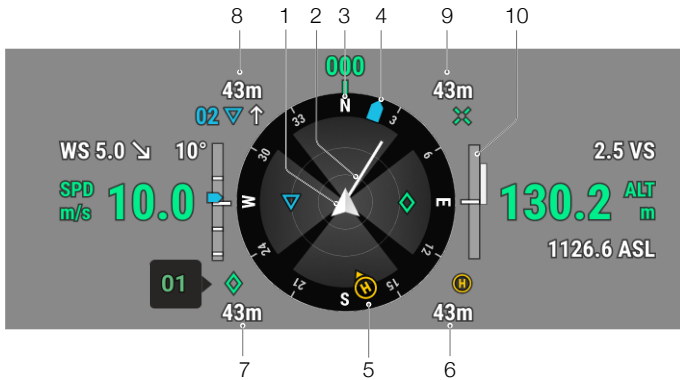 8 1 2 3 4 9 10
000
43m 43m
N
02 33 3
WS 5.0 10° 30 6 2.5 VS
SPD m/s 10.0 W E 130.2 ALT m
24 12 1126.6 ASL
01 21 S H 15 H
43m 43m
7 5 6